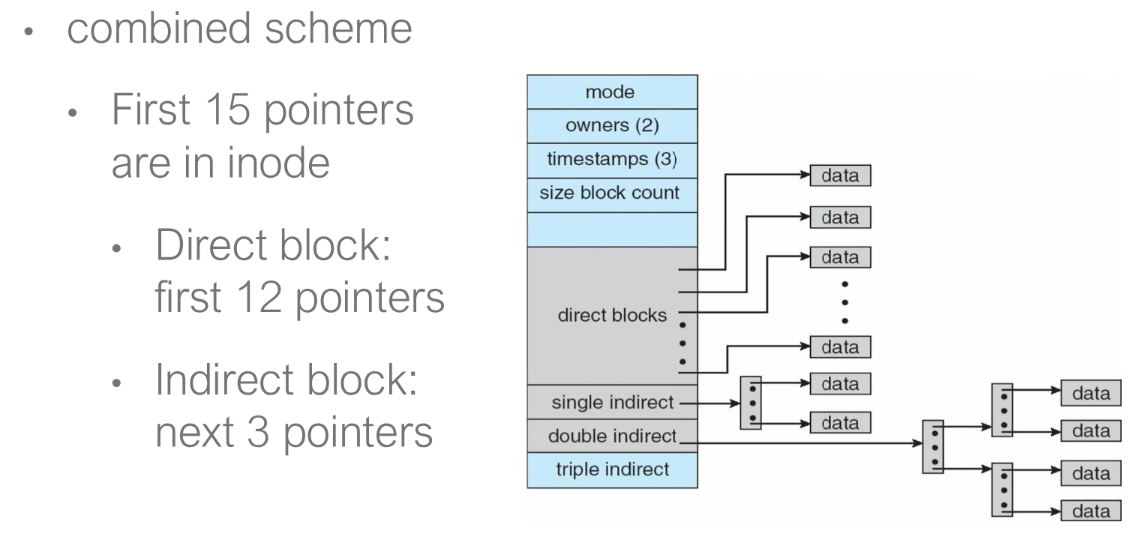 • combined scheme
• First 15 pointers
are in inode
• Direct block:
first 12 pointers
• Indirect block:
next 3 pointers
mode
owners (2)
timestamps (3)
size block count
direct blocks
single indirect
double indirect
triple indirect
data
data
data
data
data
data
data
data
data
data